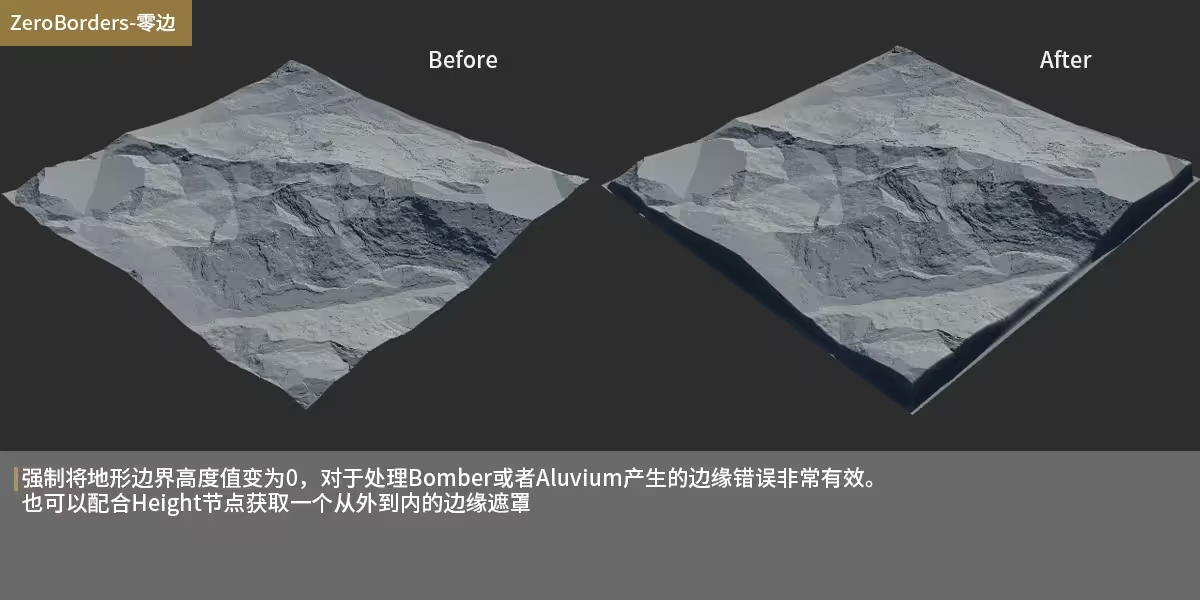 ZeroBorders-零边
Before
After
强制将地形边界高度值变为0，对于处理Bomber或者Aluvium产生的边缘错误非常有效。
也可以配合Height节点获取一个从外到内的边缘遮罩